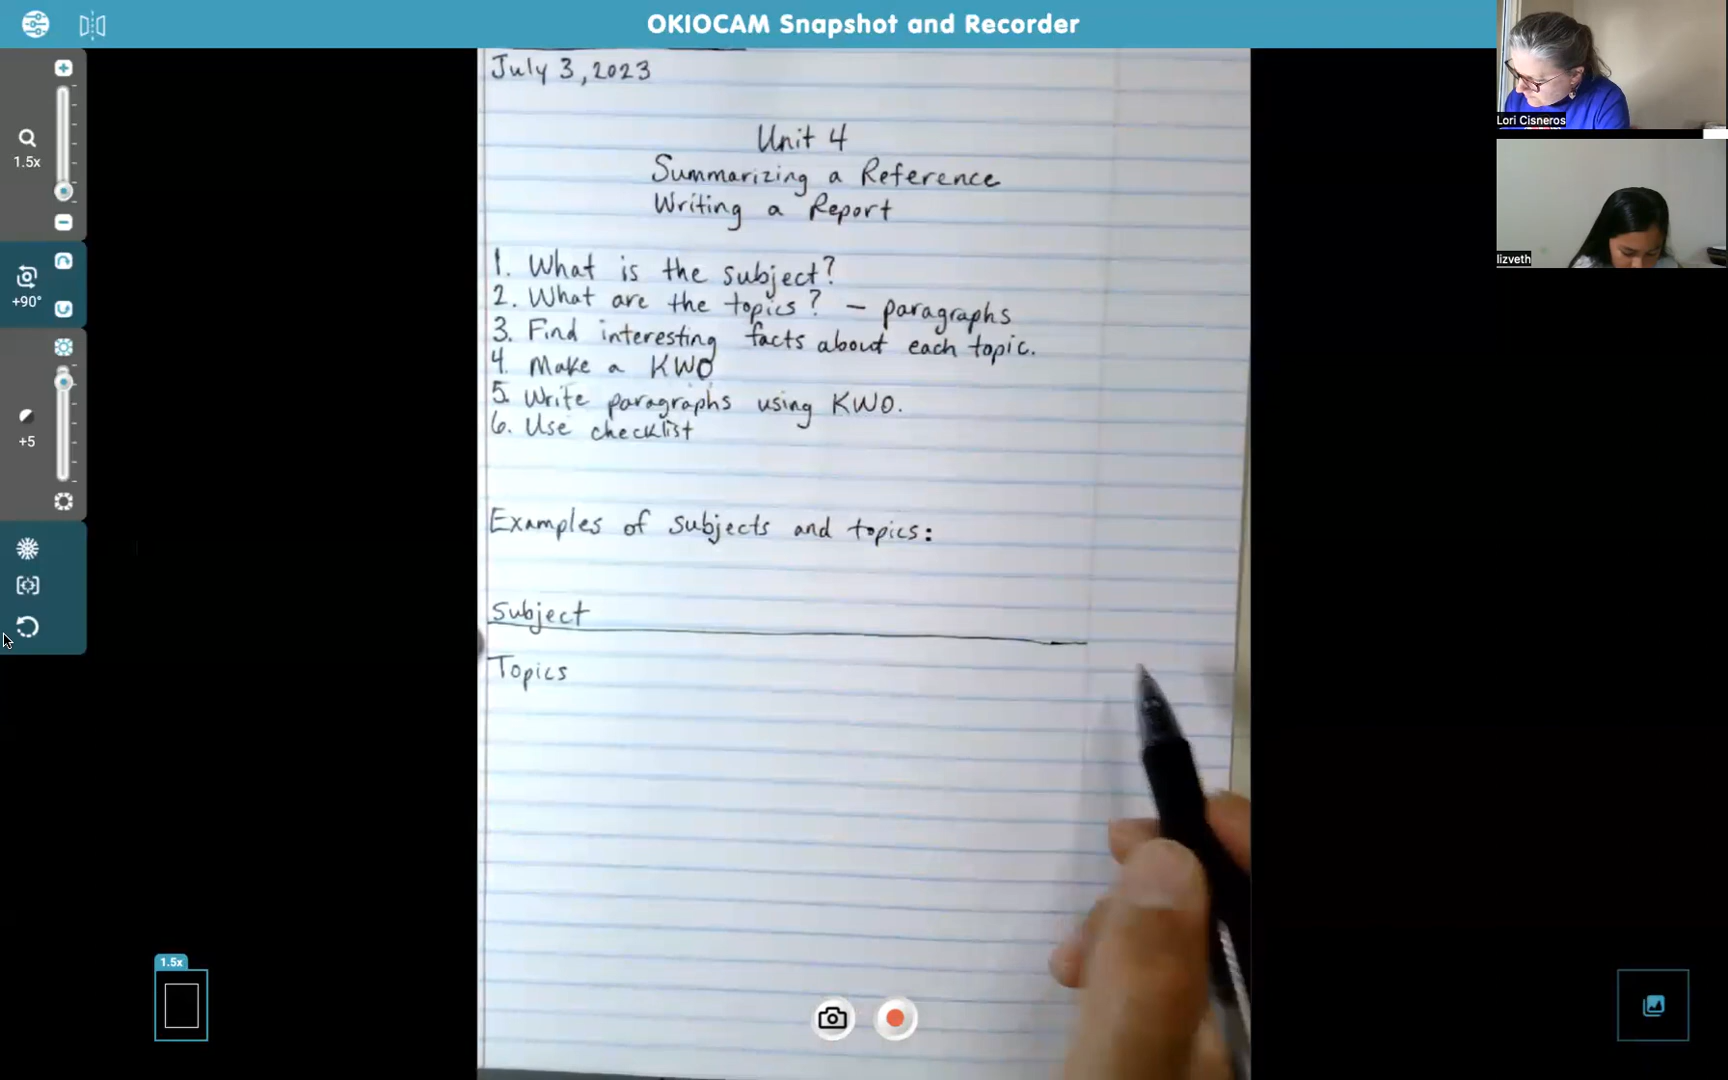 OKIOCAM Snapshot and Recorder
Lori Cisneros
lizveth
1.5x
+90°
+5
July 3, 2023
Unit 4
Summarizing a Reference
Writing a Report
1. What is the subject?
2. What are the topics? - paragraphs
3. Find interesting facts about each topic.
4. Make a KWO
5. Write paragraphs using KWO.
6. Use checklist
Examples of subjects and topics:
Subject
Topics
1.5x